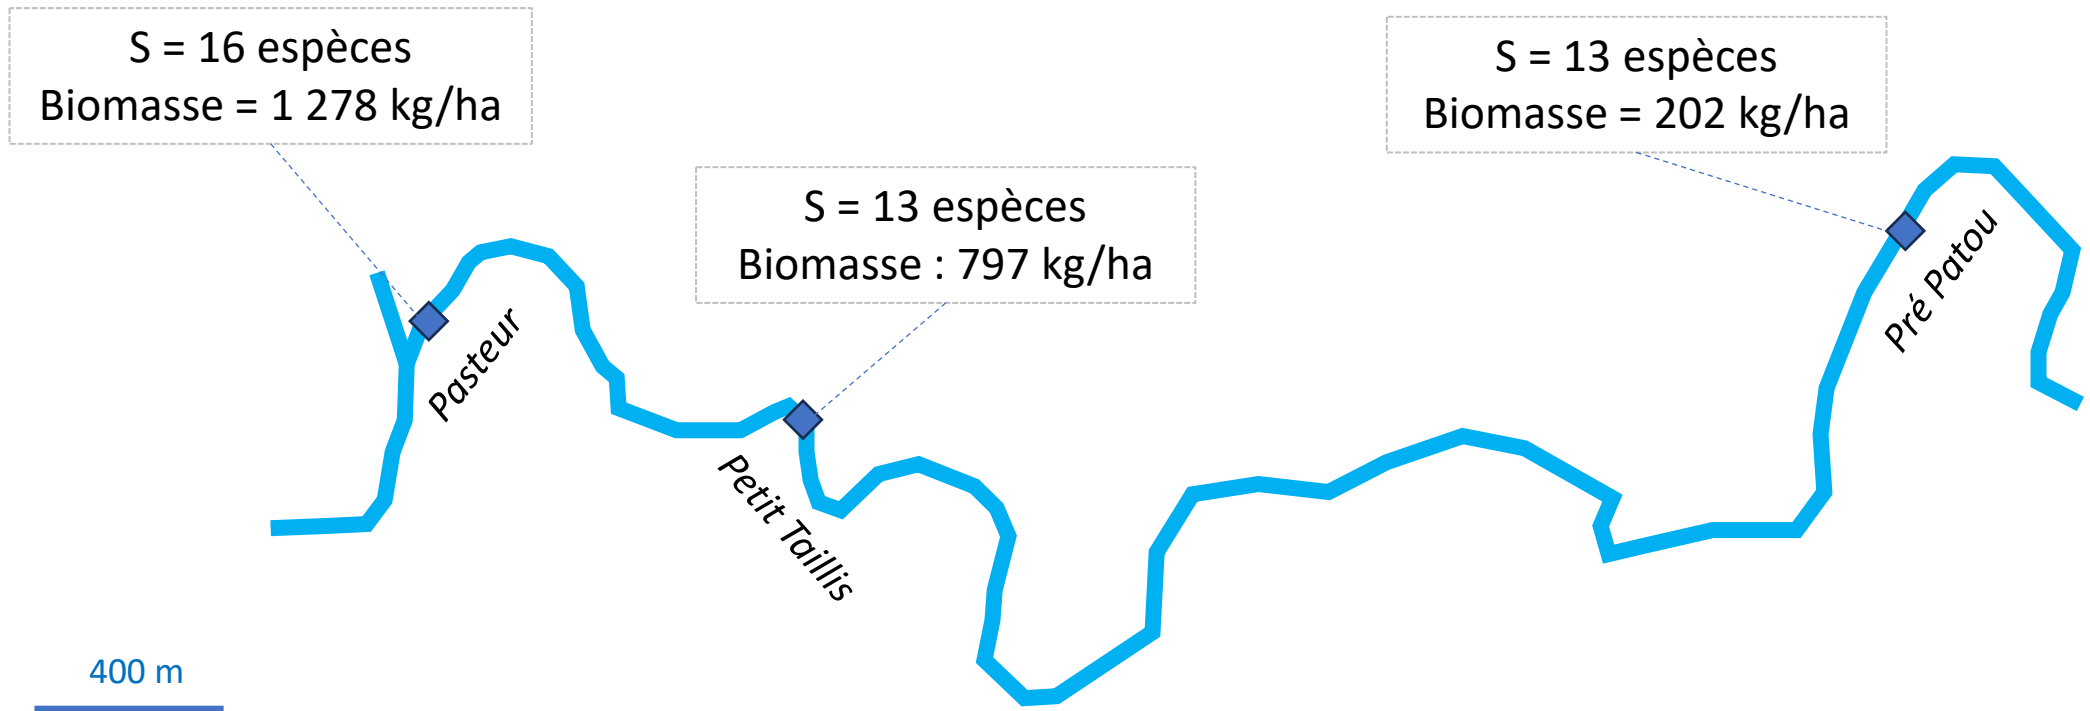 S = 16 espèces
Biomasse = 1 278 kg/ha
S = 13 espèces
Biomasse = 202 kg/ha
S = 13 espèces
Biomasse : 797 kg/ha
Pasteur
Petit Taillis
Pré Patou
400 m